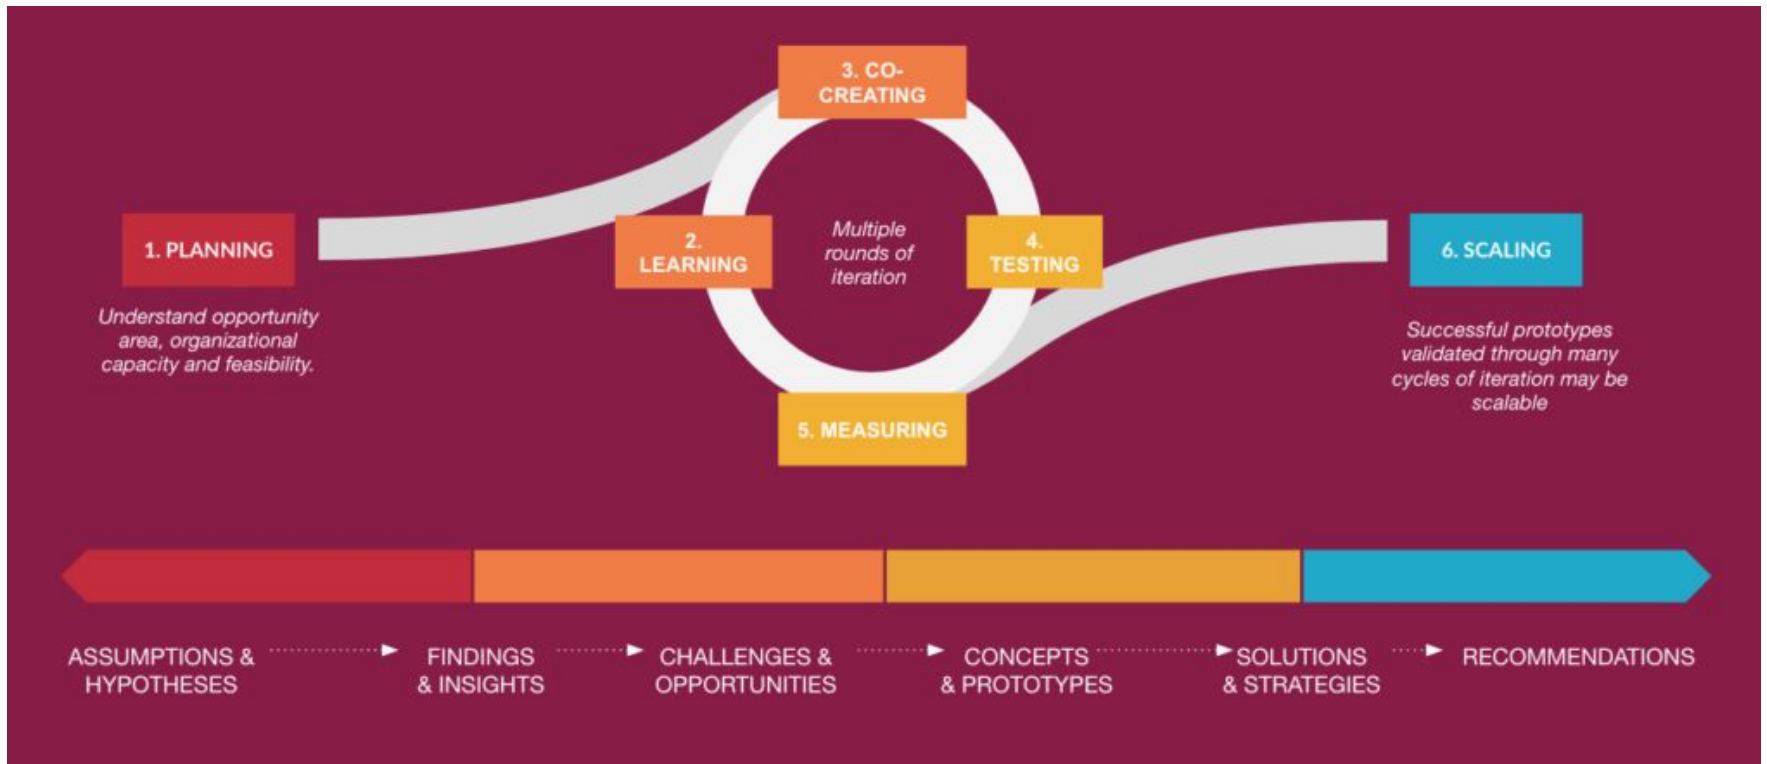 3. CO-
CREATING
1. PLANNING
Understand opportunity
area, organizational
capacity and feasibility.
2.
LEARNING
Multiple
rounds of
iteration
4.
TESTING
5. MEASURING
6. SCALING
Successful prototypes
validated through many
cycles of iteration may be
scalable
ASSUMPTIONS &
HYPOTHESES
FINDINGS
& INSIGHTS
CHALLENGES &
OPPORTUNITIES
CONCEPTS
& PROTOTYPES
SOLUTIONS
& STRATEGIES
RECOMMENDATIONS